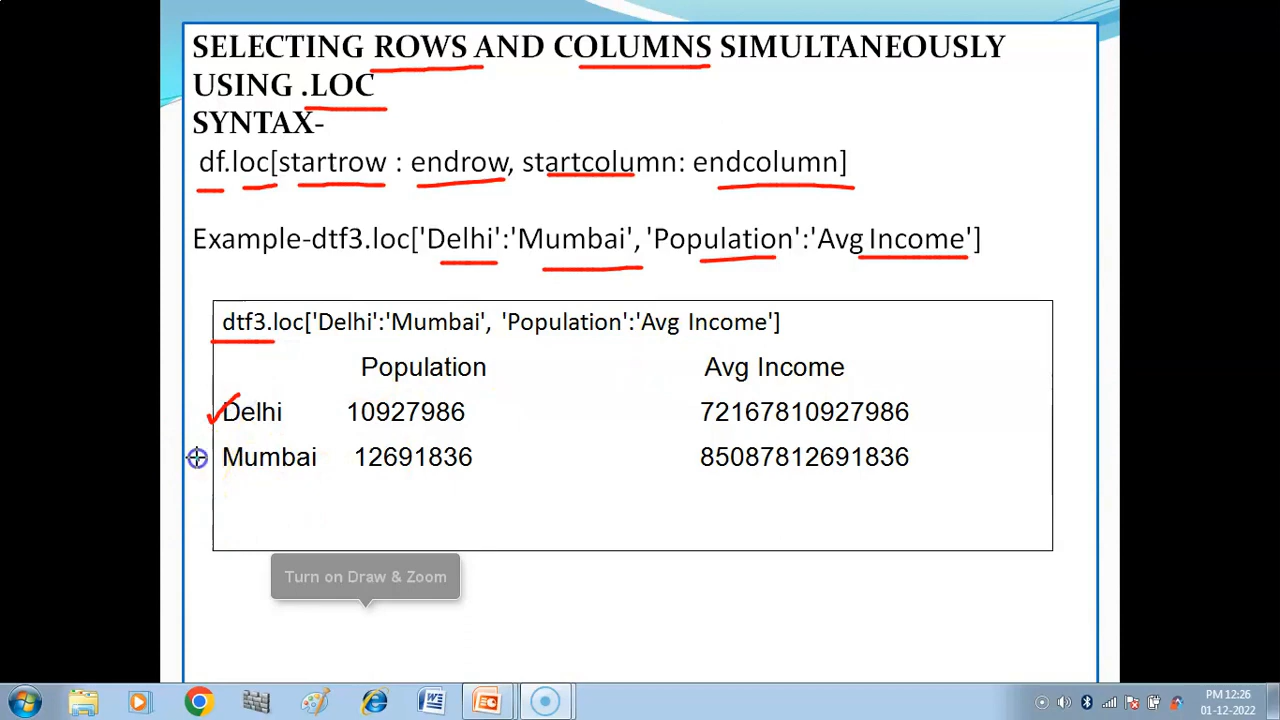 SELECTING ROWS AND COLUMNS SIMULTANEOUSLY
USING .LOC
SYNTAX-
df.loc[startrow : endrow, startcolumn: endcolumn]
Example-dtf3.loc['Delhi':'Mumbai', 'Population':'Avg Income']
dtf3.loc['Delhi':'Mumbai', 'Population':'Avg Income']
Population Avg Income
Delhi 10927986 72167810927986
Mumbai 12691836 85087812691836
Turn on Draw & Zoom
PM 12:26
01-12-2022